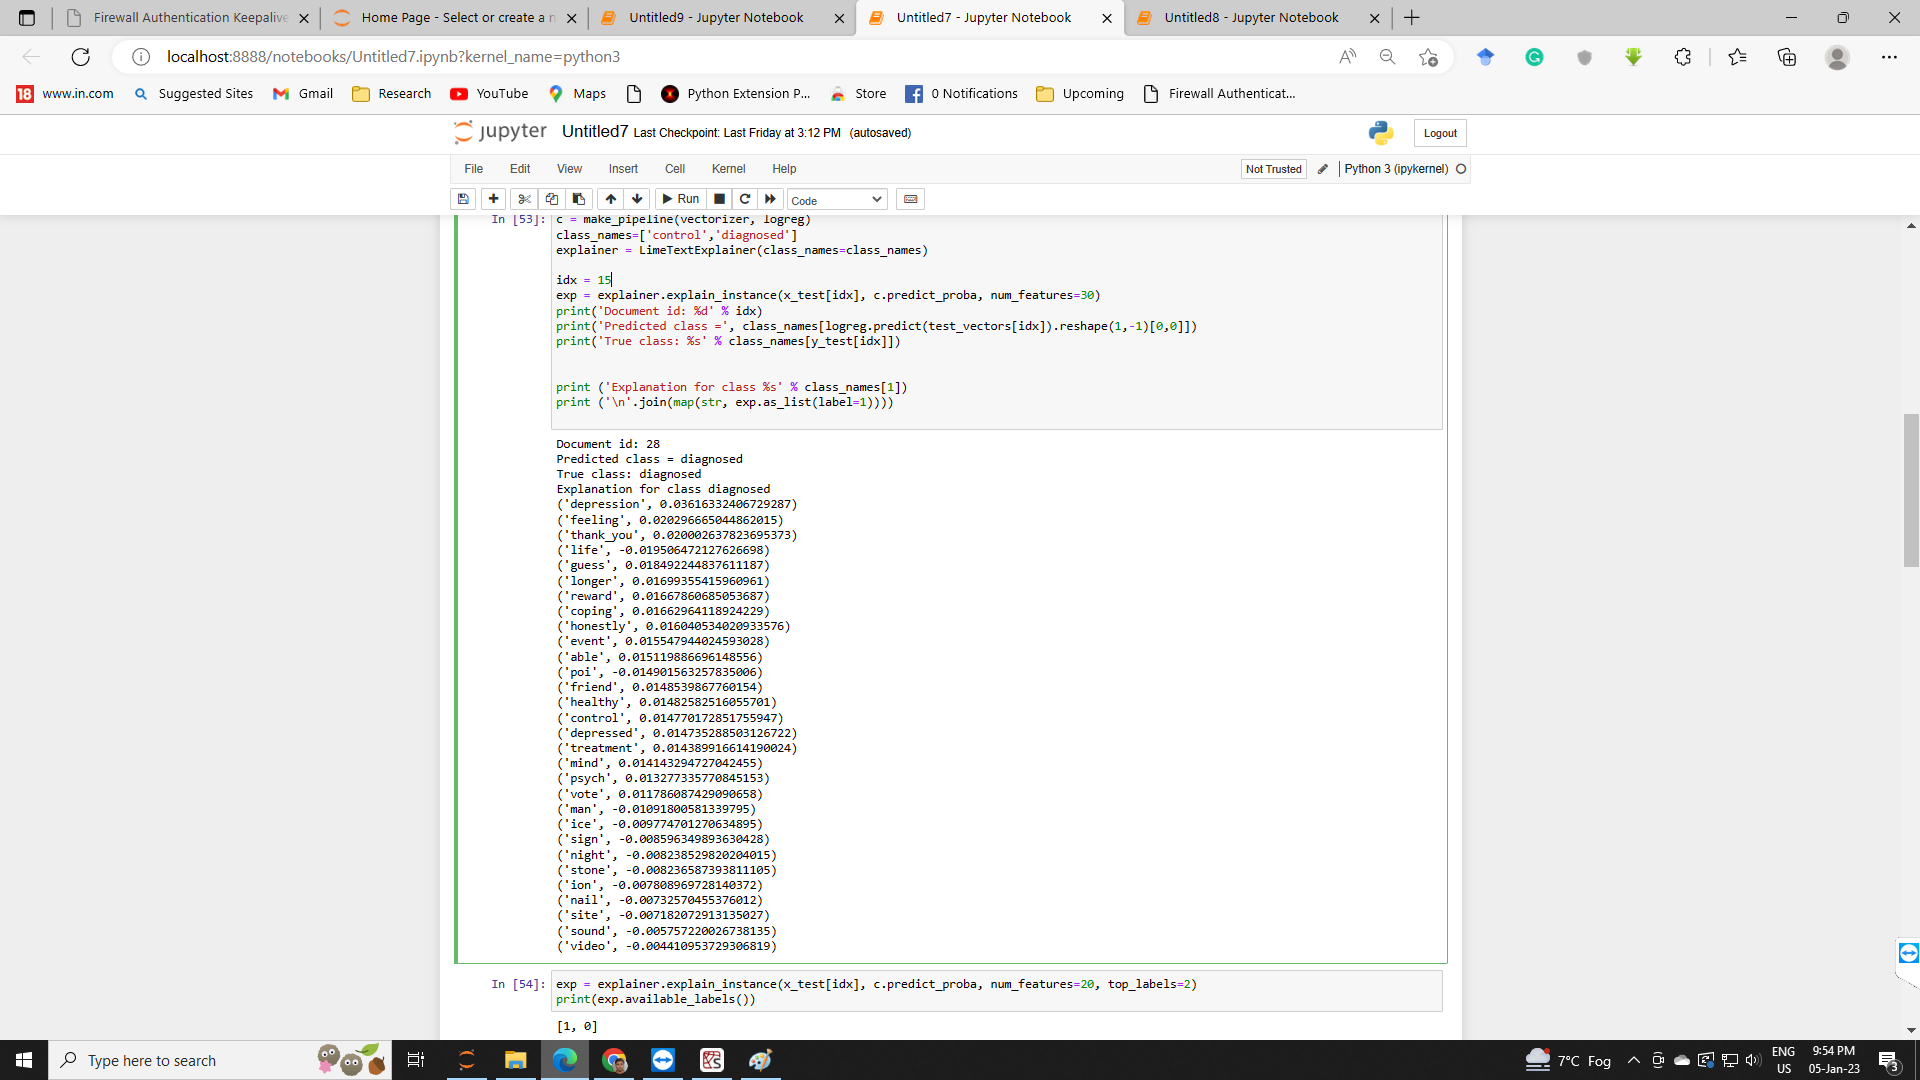 Firewall Authentication Keepalive
Home Page - Select or create a n
Untitled9 - Jupyter Notebook
Untitled7 - Jupyter Notebook
Untitled8 - Jupyter Notebook
localhost:8888/notebooks/Untitled7.ipynb?kernel_name=python3
18 www.in.com
Suggested Sites
Gmail
Research
YouTube
Maps
Python Extension P...
Store
0 Notifications
Upcoming
Firewall Authenticat...
jupyter Untitled7 Last Checkpoint: Last Friday at 3:12 PM (autosaved)
Logout
File Edit View Insert Cell Kernel Help
Not Trusted
Python 3 (ipykernel)
Run
Code
In [53]: c = make_pipeline(vectorizer, logreg)
class_names=['control','diagnosed']
explainer = LimeTextExplainer(class_names=class_names)
idx = 15
exp = explainer.explain_instance(x_test[idx], c.predict_proba, num_features=30)
print('Document id: %d' % idx)
print('Predicted class =', class_names[logreg.predict(test_vectors[idx]).reshape(1,-1)[0,0]])
print('True class: %s' % class_names[y_test[idx]])
print ('Explanation for class %s' % class_names[1])
print ('\n'.join(map(str, exp.as_list(label=1))))
Document id: 28
Predicted class = diagnosed
True class: diagnosed
Explanation for class diagnosed
('depression', 0.03616332406729287)
('feeling', 0.020296665044862015)
('thank_you', 0.020002637823695373)
('life', -0.019506472127626698)
('guess', 0.018492244837611187)
('longer', 0.01699355415960961)
('reward', 0.01667860685053687)
('coping', 0.01662964118924229)
('honestly', 0.016040534020933576)
('event', 0.015547944024593028)
('able', 0.015119886696148556)
('poi', -0.014901563257835006)
('friend', 0.0148539867760154)
('healthy', 0.01482582516055701)
('control', 0.014770172851755947)
('depressed', 0.014735288503126722)
('treatment', 0.014389916614190024)
('mind', 0.014143294727042455)
('psych', 0.013277335770845153)
('vote', 0.011786087429090658)
('man', -0.01091800581339795)
('ice', -0.009774701270634895)
('sign', -0.008596349893630428)
('night', -0.008238529820204015)
('stone', -0.008236587393811105)
('ion', -0.007808969728140372)
('nail', -0.00732570455376012)
('site', -0.007182072913135027)
('sound', -0.005757220026738135)
('video', -0.004410953729306819)
In [54]: exp = explainer.explain_instance(x_test[idx], c.predict_proba, num_features=20, top_labels=2)
print(exp.available_labels())
[1, 0]
Type here to search
7°C Fog
ENG
US
9:54 PM
05-Jan-23
3